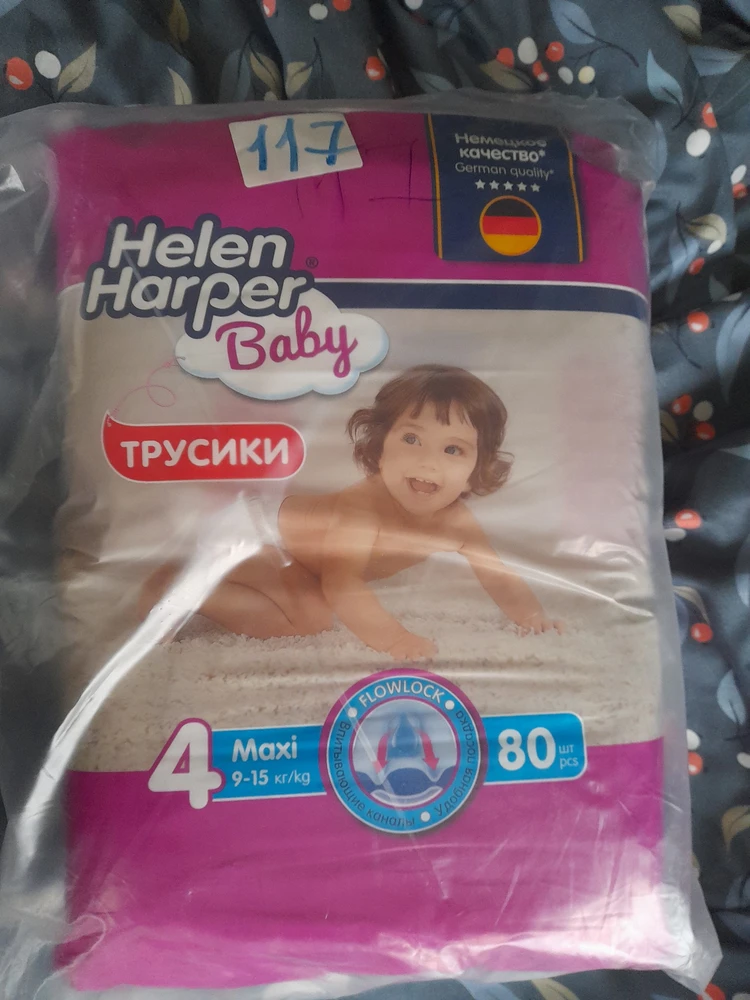 117
Немецкое
качество*
German quality*
Helen
Harper®
Baby
ТРУСИКИ
FLOWLOCK
Впитывающие каналы
Удобная посадка
4
Maxi
9-15 кг/kg
80 шт
pcs